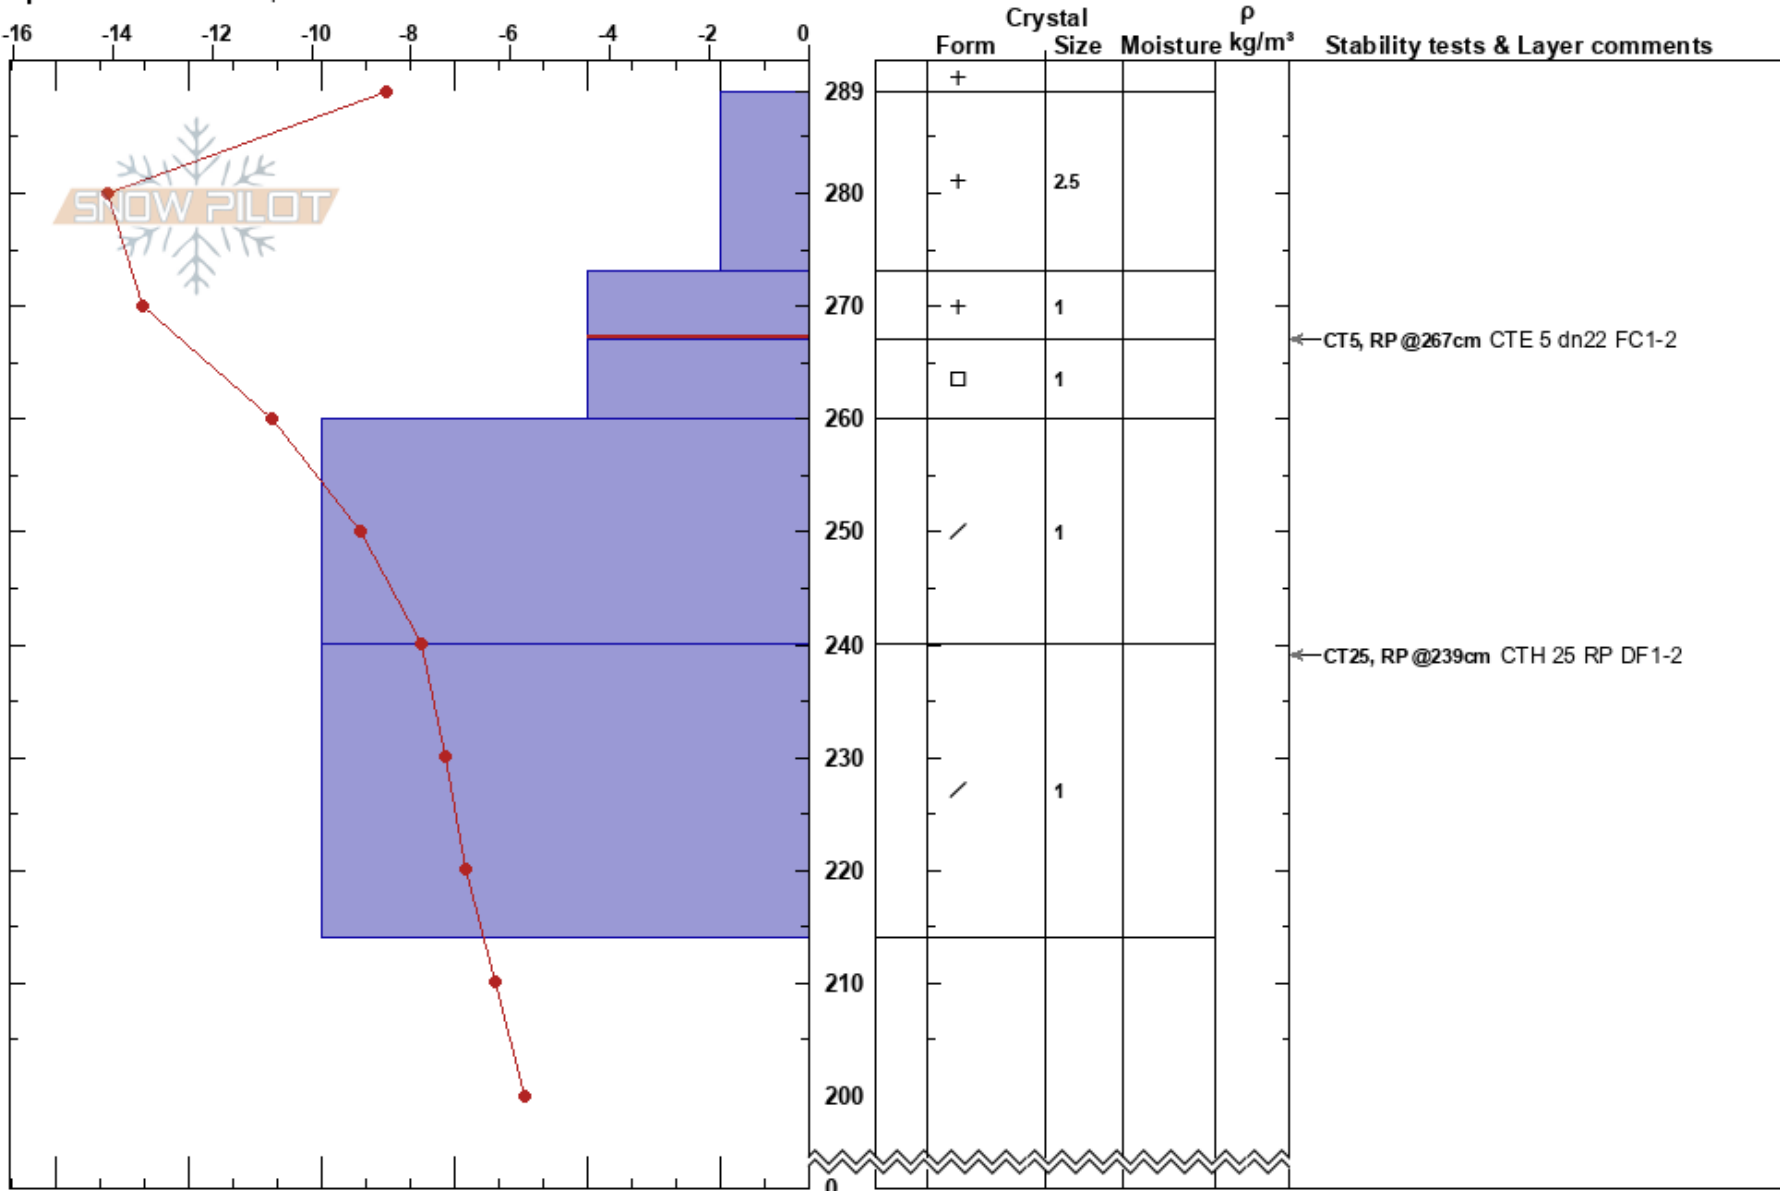 Crystal ρ
-16 -14 -12 -10 -8 -6 -4 -2 0 Form Size Moisture kg/m³ Stability tests & Layer comments
289
SNOW PILOT 280 2.5
270 1
CT5, RP @267cm CTE 5 dn22 FC1-2
1
260
250 1
240
CT25, RP @239cm CTH 25 RP DF1-2
230
1
220
210
200
0